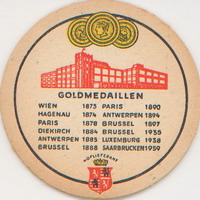 GOLDMEDAILLEN
WIEN 1873 PARIS 1890
HAGENAU 1874 ANTWERPEN 1894
PARIS 1878 BRUSSEL 1897
DIEKIRCH 1884 BRUSSEL 1935
ANTWERPEN 1885 LUXEMBURG 1938
BRUSSEL 1888 SAARBRUCKEN 1959
HOFLIEFERANT